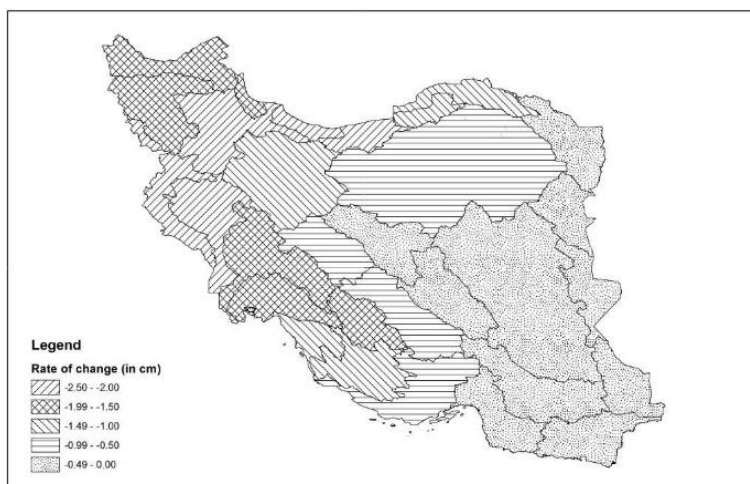 Legend
Rate of change (in cm)
-2.50 - -2.00
-1.99 - -1.50
-1.49 - -1.00
-0.99 - -0.50
-0.49 - 0.00